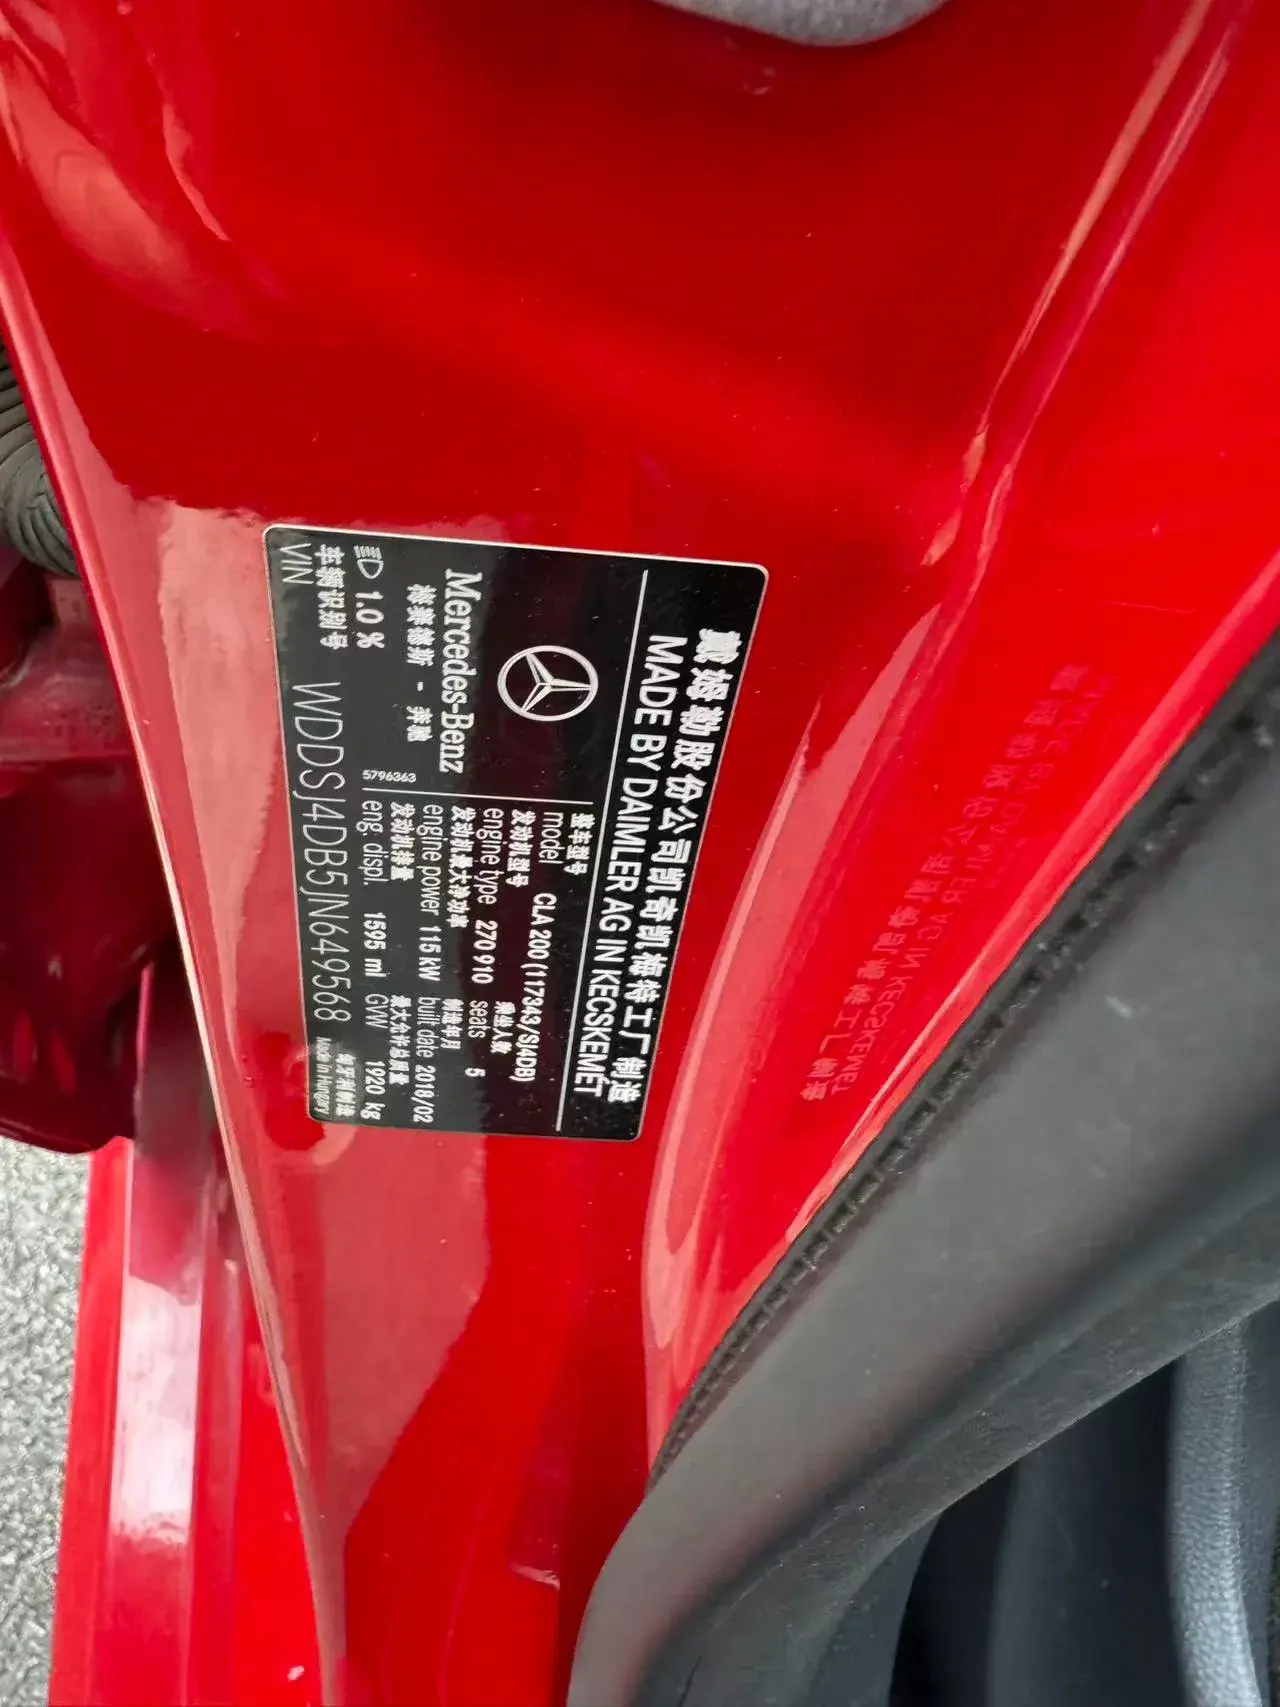 戴姆勒股份公司凯奇凯梅特工厂制造
MADE BY DAIMLER AG IN KECSKEMET
Mercedes-Benz
梅赛德斯 - 奔驰
1.0 %
5796363
整车型号
model CLA 200 (117343/SJ4DB)
发动机型号 乘坐人数
engine type 270 910 seats 5
发动机最大净功率 制造年月
engine power 115 kW built date 2018/02
发动机排量 最大允许总质量
eng. displ. 1595 ml GVW 1920 kg
车辆识别号 匈牙利制造
VIN WDDSJ4DB5JN649568 Made in Hungary